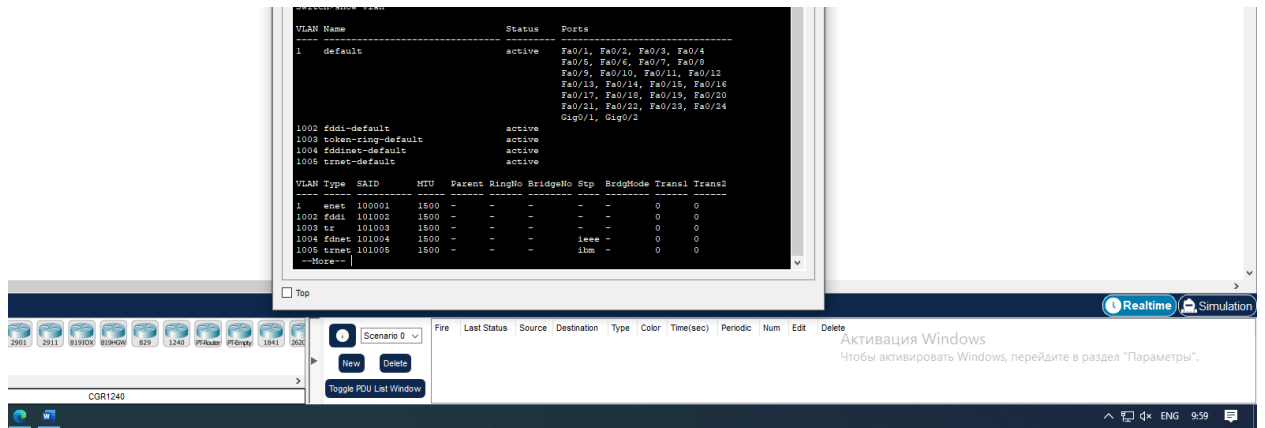 Switch>show vlan
VLAN Name Status Ports
---- -------------------------------- --------- -------------------------------
1 default active Fa0/1, Fa0/2, Fa0/3, Fa0/4
Fa0/5, Fa0/6, Fa0/7, Fa0/8
Fa0/9, Fa0/10, Fa0/11, Fa0/12
Fa0/13, Fa0/14, Fa0/15, Fa0/16
Fa0/17, Fa0/18, Fa0/19, Fa0/20
Fa0/21, Fa0/22, Fa0/23, Fa0/24
Gig0/1, Gig0/2
1002 fddi-default active
1003 token-ring-default active
1004 fddinet-default active
1005 trnet-default active
VLAN Type SAID MTU Parent RingNo BridgeNo Stp BrdgMode Trans1 Trans2
---- ----- ---------- ----- ------ ------ -------- ---- -------- ------ ------
1 enet 100001 1500 - - - - - 0 0
1002 fddi 101002 1500 - - - - - 0 0
1003 tr 101003 1500 - - - - - 0 0
1004 fdnet 101004 1500 - - - ieee - 0 0
1005 trnet 101005 1500 - - - ibm - 0 0
--More--
Top
Realtime Simulation
2901 2911 819IOX 819HGW 829 1240 PT-Router PT-Empty 1841 262
CGR1240
Scenario 0
New Delete
Toggle PDU List Window
Fire Last Status Source Destination Type Color Time(sec) Periodic Num Edit Delete
Активация Windows
Чтобы активировать Windows, перейдите в раздел "Параметры".
ENG 9:59